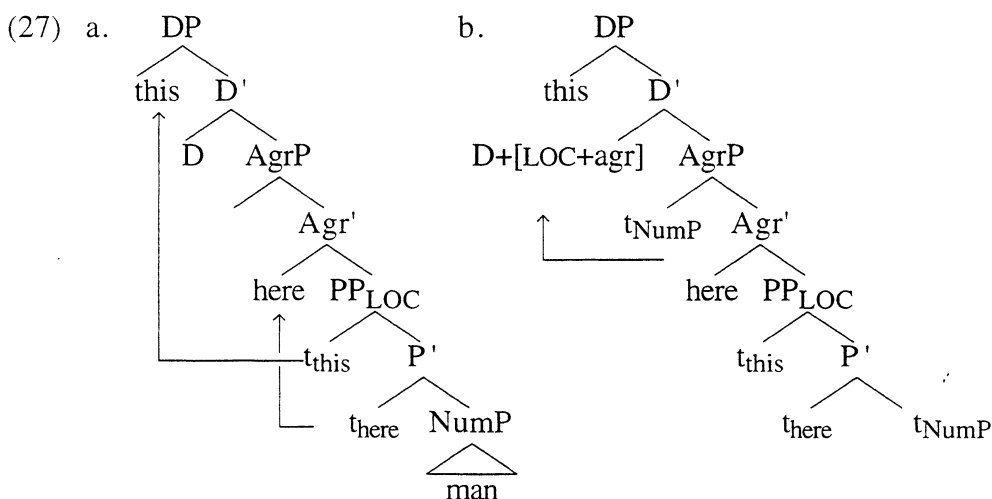 (27) a. DP b. DP
this D' this D'
D AgrP D+[LOC+agr] AgrP
Agr' tNumP Agr'
here PPLOC here PPLOC
tthis P' tthis P'
there NumP there tNumP
man